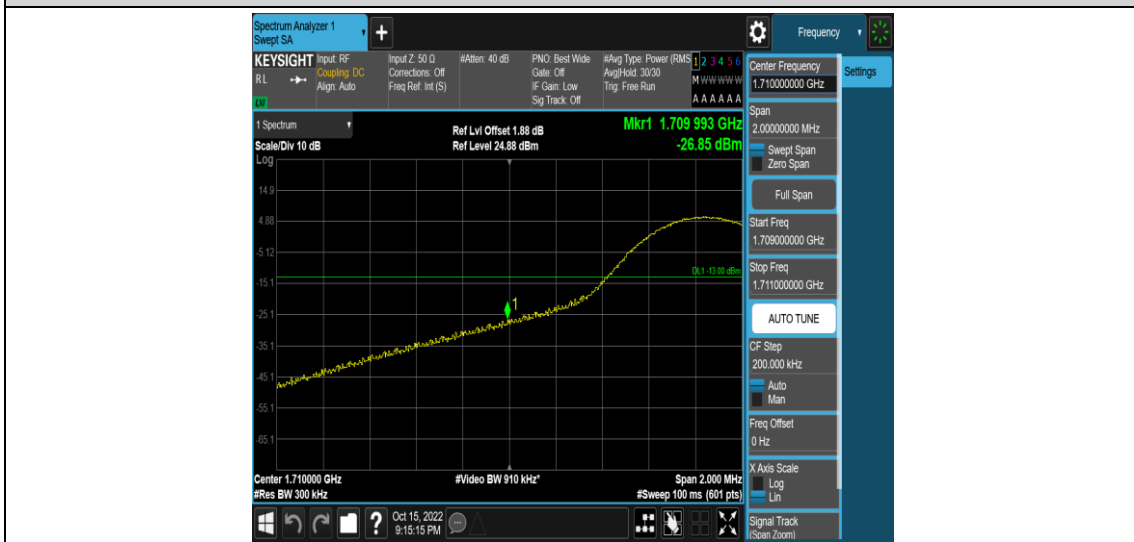 Spectrum Analyzer 1
Swept SA
+
Frequency
KEYSIGHT
RL
LXI
Input: RF
Coupling: DC
Align: Auto
Input Z: 50 Ω
Corrections: Off
Freq Ref: Int (S)
#Atten: 40 dB
PNO: Best Wide
Gate: Off
IF Gain: Low
Sig Track: Off
#Avg Type: Power (RMS
Avg|Hold: 30/30
Trig: Free Run
1 2 3 4 5 6
M W W W W W
A A A A A A
1 Spectrum
Scale/Div 10 dB
Log
Ref Lvl Offset 1.88 dB
Ref Level 24.88 dBm
Mkr1 1.709 993 GHz
-26.85 dBm
14.9
4.88
-5.12
-15.1
-25.1
-35.1
-45.1
-55.1
-65.1
DL1 -13.00 dBm
1
Center 1.710000 GHz
#Res BW 300 kHz
#Video BW 910 kHz*
Span 2.000 MHz
#Sweep 100 ms (601 pts)
Center Frequency
1.710000000 GHz
Settings
Span
2.00000000 MHz
Swept Span
Zero Span
Full Span
Start Freq
1.709000000 GHz
Stop Freq
1.711000000 GHz
AUTO TUNE
CF Step
200.000 kHz
Auto
Man
Freq Offset
0 Hz
X Axis Scale
Log
Lin
Signal Track
(Span Zoom)
?
Oct 15, 2022
9:15:15 PM